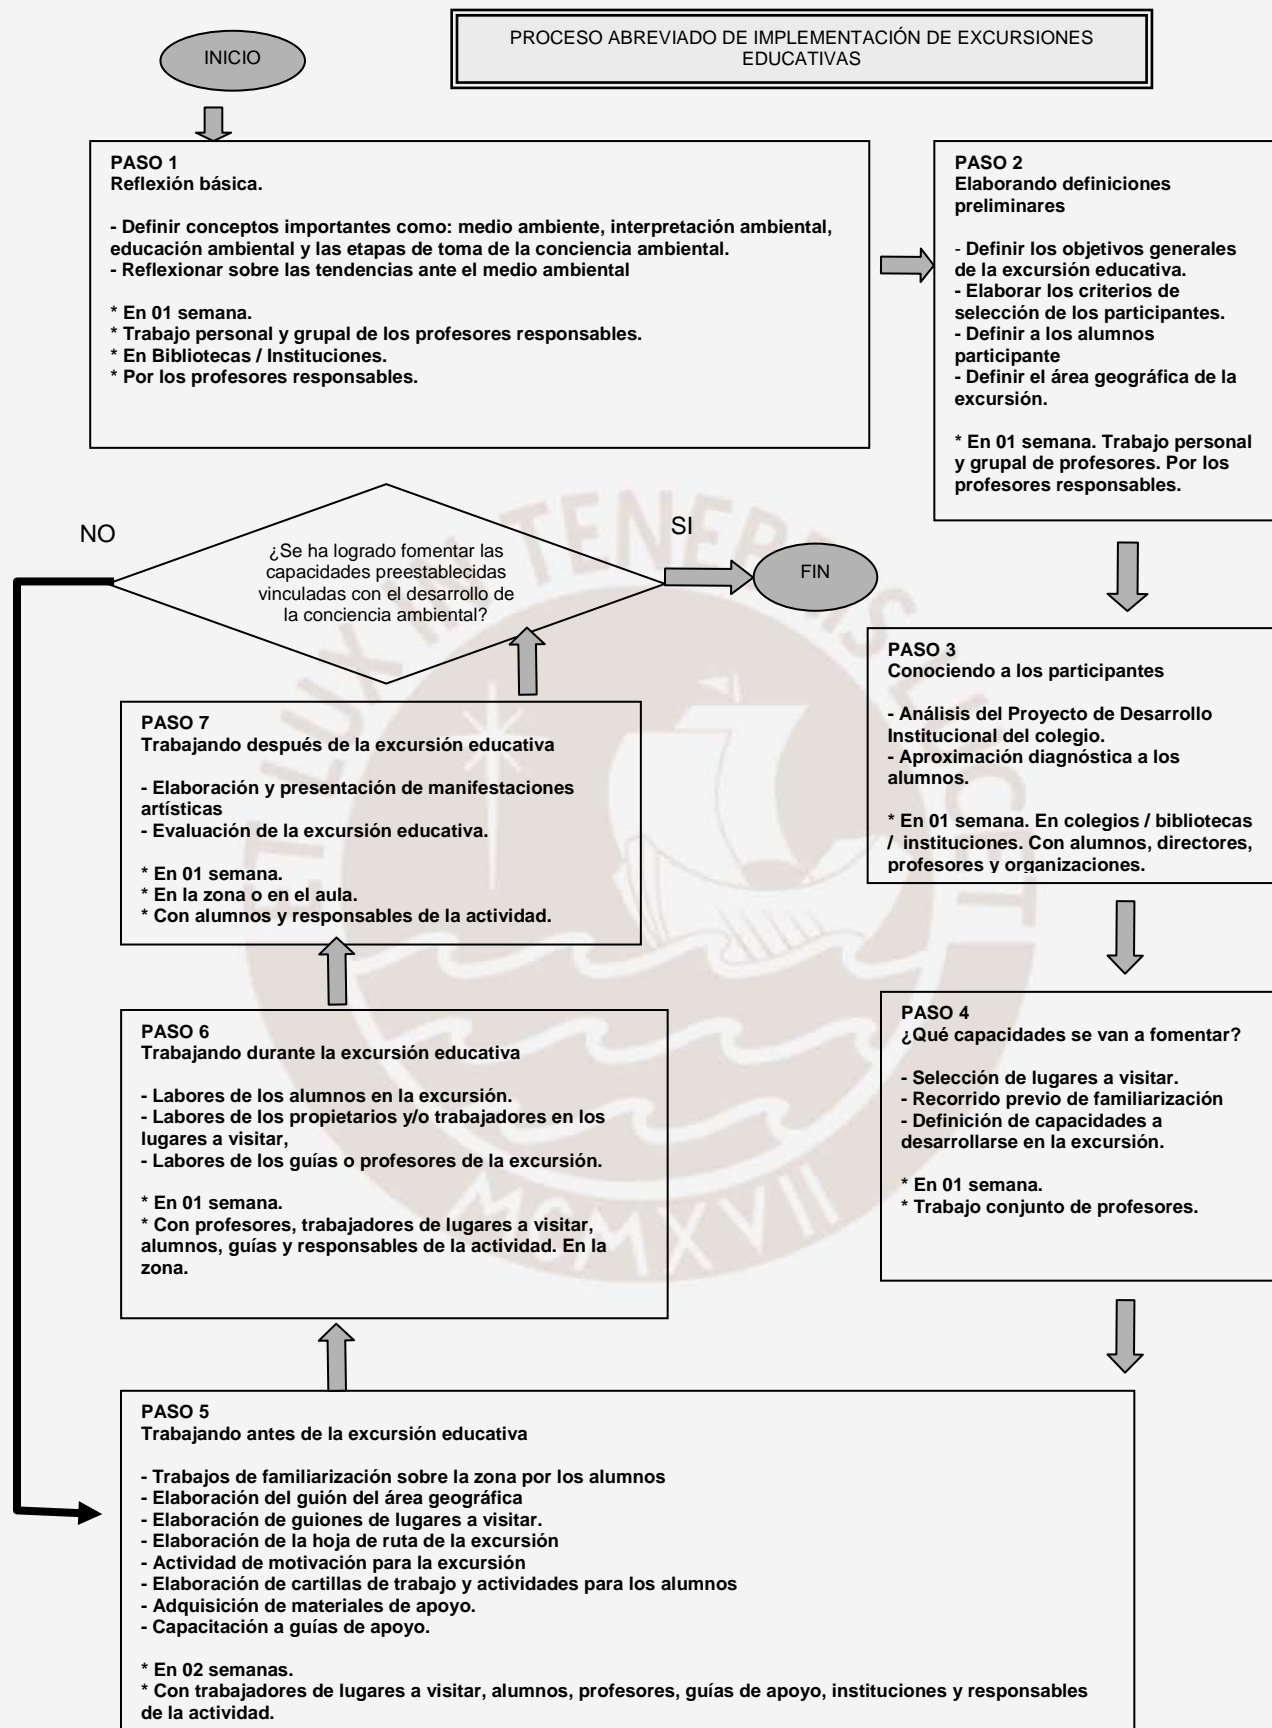 INICIO
PROCESO ABREVIADO DE IMPLEMENTACIÓN DE EXCURSIONES
EDUCATIVAS
PASO 1
Reflexión básica.
- Definir conceptos importantes como: medio ambiente, interpretación ambiental,
educación ambiental y las etapas de toma de la conciencia ambiental.
- Reflexionar sobre las tendencias ante el medio ambiental
* En 01 semana.
* Trabajo personal y grupal de los profesores responsables.
* En Bibliotecas / Instituciones.
* Por los profesores responsables.
PASO 2
Elaborando definiciones
preliminares
- Definir los objetivos generales
de la excursión educativa.
- Elaborar los criterios de
selección de los participantes.
- Definir a los alumnos
participante
- Definir el área geográfica de la
excursión.
* En 01 semana. Trabajo personal
y grupal de profesores. Por los
profesores responsables.
PASO 3
Conociendo a los participantes
- Análisis del Proyecto de Desarrollo
Institucional del colegio.
- Aproximación diagnóstica a los
alumnos.
* En 01 semana. En colegios / bibliotecas
/ instituciones. Con alumnos, directores,
profesores y organizaciones.
PASO 4
¿Qué capacidades se van a fomentar?
- Selección de lugares a visitar.
- Recorrido previo de familiarización
- Definición de capacidades a
desarrollarse en la excursión.
* En 01 semana.
* Trabajo conjunto de profesores.
PASO 5
Trabajando antes de la excursión educativa
- Trabajos de familiarización sobre la zona por los alumnos
- Elaboración del guión del área geográfica
- Elaboración de guiones de lugares a visitar.
- Elaboración de la hoja de ruta de la excursión
- Actividad de motivación para la excursión
- Elaboración de cartillas de trabajo y actividades para los alumnos
- Adquisición de materiales de apoyo.
- Capacitación a guías de apoyo.
* En 02 semanas.
* Con trabajadores de lugares a visitar, alumnos, profesores, guías de apoyo, instituciones y responsables
de la actividad.
PASO 6
Trabajando durante la excursión educativa
- Labores de los alumnos en la excursión.
- Labores de los propietarios y/o trabajadores en los
lugares a visitar,
- Labores de los guías o profesores de la excursión.
* En 01 semana.
* Con profesores, trabajadores de lugares a visitar,
alumnos, guías y responsables de la actividad. En la
zona.
PASO 7
Trabajando después de la excursión educativa
- Elaboración y presentación de manifestaciones
artísticas
- Evaluación de la excursión educativa.
* En 01 semana.
* En la zona o en el aula.
* Con alumnos y responsables de la actividad.
¿Se ha logrado fomentar las
capacidades preestablecidas
vinculadas con el desarrollo de
la conciencia ambiental?
NO
SI
FIN
ET LUX IN TENEBRIS LUCET
MCMXVII